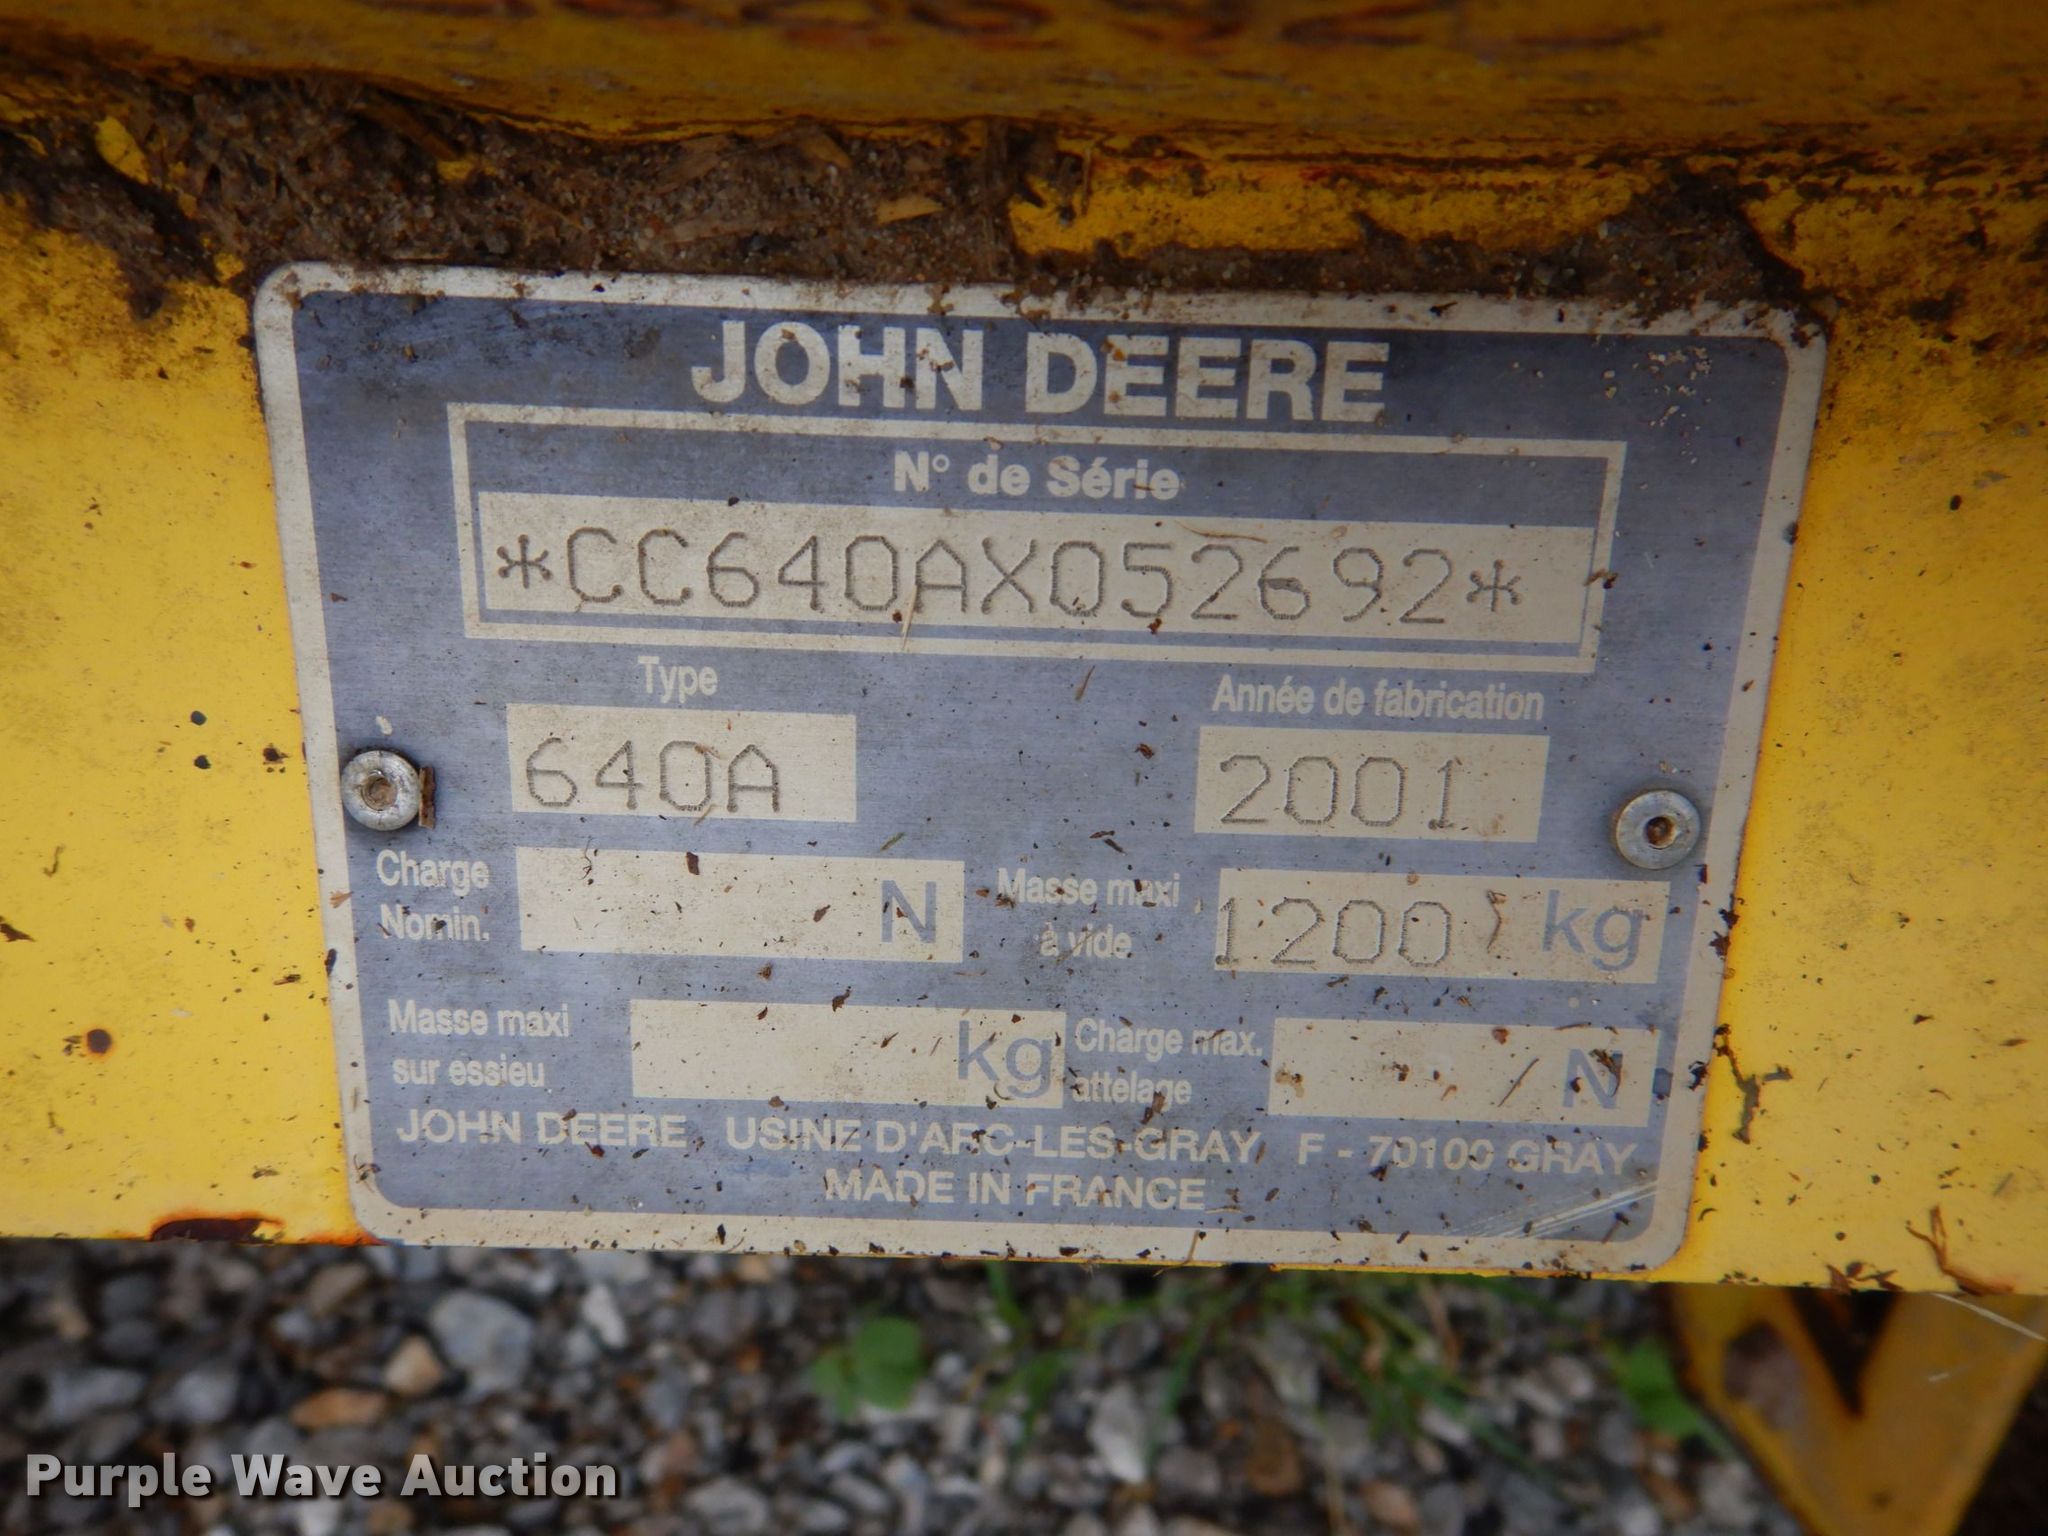 JOHN DEERE
N° de Série
*CC640AX052692*
Type
Année de fabrication
640A
2001
Charge Nomin.
N
Masse maxi à vide
1200 kg
Masse maxi sur essieu
kg
Charge max. attelage
N
JOHN DEERE USINE D'ARC-LES-GRAY F - 70100 GRAY
MADE IN FRANCE
Purple Wave Auction